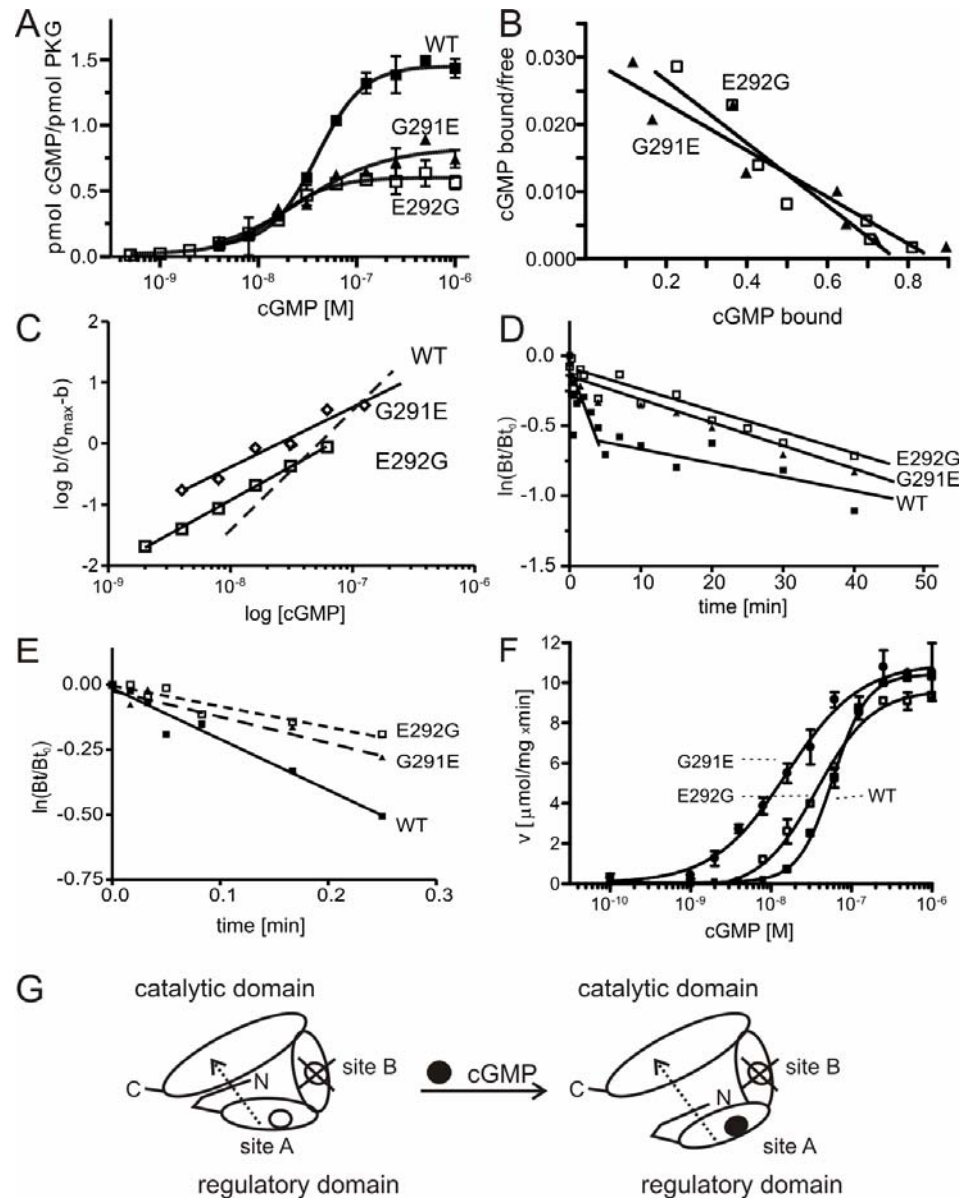 A
pmol cGMP/pmol PKG
1.5
1.0
0.5
0.0
WT
G291E
E292G
10⁻⁹ 10⁻⁸ 10⁻⁷ 10⁻⁶
cGMP [M]
B
cGMP bound/free
0.030
0.020
0.010
0.000
E292G
G291E
0.2 0.4 0.6 0.8
cGMP bound
C
log b/(bmax-b)
2
1
0
-1
-2
WT
G291E
E292G
10⁻⁹ 10⁻⁸ 10⁻⁷ 10⁻⁶
log [cGMP]
D
ln(Bt/Bt₀)
0.0
-0.5
-1.0
-1.5
E292G
G291E
WT
0 10 20 30 40 50
time [min]
E
ln(Bt/Bt₀)
0.00
-0.25
-0.50
-0.75
E292G
G291E
WT
0.0 0.1 0.2 0.3
time [min]
F
v [ μmol/mg xmin]
12
10
8
6
4
2
0
G291E
E292G
WT
10⁻¹⁰ 10⁻⁹ 10⁻⁸ 10⁻⁷ 10⁻⁶
cGMP [M]
G
catalytic domain
C
N
site B
site A
regulatory domain
cGMP
catalytic domain
C
N
site B
site A
regulatory domain